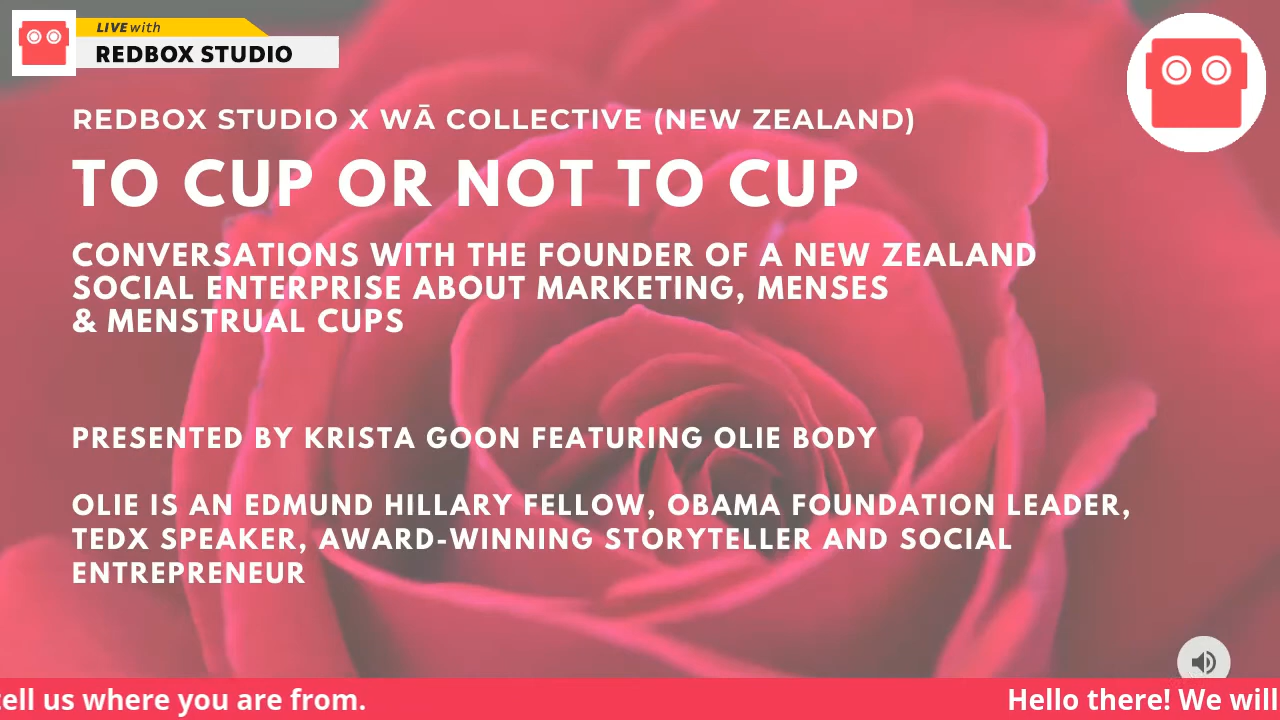 LIVE with
REDBOX STUDIO
REDBOX STUDIO X WĀ COLLECTIVE (NEW ZEALAND)
TO CUP OR NOT TO CUP
CONVERSATIONS WITH THE FOUNDER OF A NEW ZEALAND
SOCIAL ENTERPRISE ABOUT MARKETING, MENSES
& MENSTRUAL CUPS
PRESENTED BY KRISTA GOON FEATURING OLIE BODY
OLIE IS AN EDMUND HILLARY FELLOW, OBAMA FOUNDATION LEADER,
TEDX SPEAKER, AWARD-WINNING STORYTELLER AND SOCIAL
ENTREPRENEUR
tell us where you are from. Hello there! We will